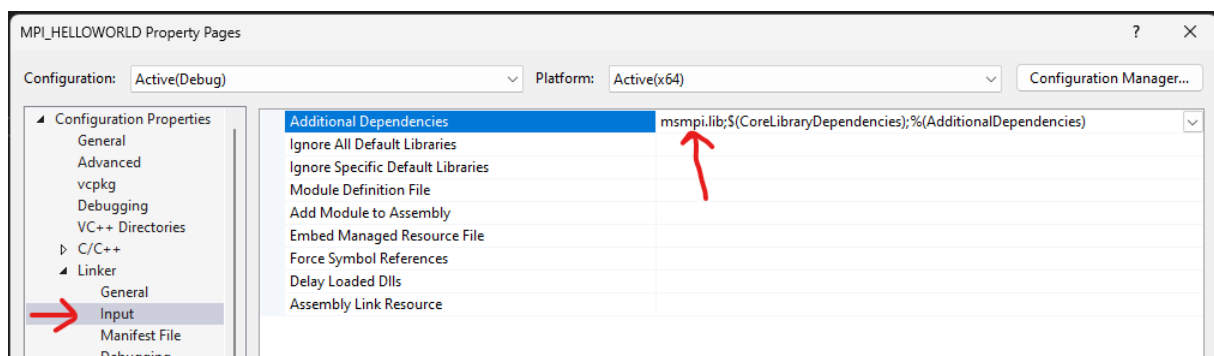 MPI_HELLOWORLD Property Pages ?
Configuration: Active(Debug) Platform: Active(x64) Configuration Manager...
Configuration Properties
General
Advanced
vcpkg
Debugging
VC++ Directories
C/C++
Linker
General
Input
Manifest File
Debugging
Additional Dependencies msmpi.lib;$(CoreLibraryDependencies);%(AdditionalDependencies)
Ignore All Default Libraries
Ignore Specific Default Libraries
Module Definition File
Add Module to Assembly
Embed Managed Resource File
Force Symbol References
Delay Loaded Dlls
Assembly Link Resource